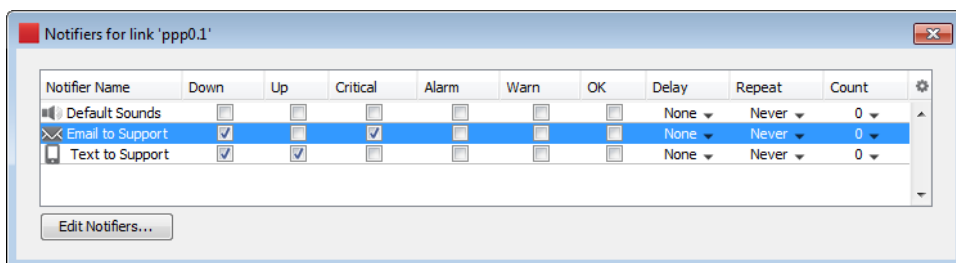 Notifiers for link 'ppp0.1'
Notifier Name Down Up Critical Alarm Warn OK Delay Repeat Count
Default Sounds None Never 0
Email to Support None Never 0
Text to Support None Never 0
Edit Notifiers...